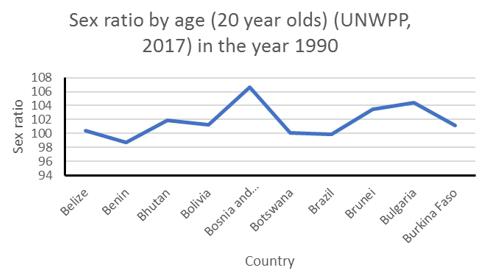 Sex ratio by age (20 year olds) (UNWPP,
2017) in the year 1990
Sex ratio
108
106
104
102
100
98
96
94
Belize
Benin
Bhutan
Bolivia
Bosnia and...
Botswana
Brazil
Brunei
Bulgaria
Burkina Faso
Country